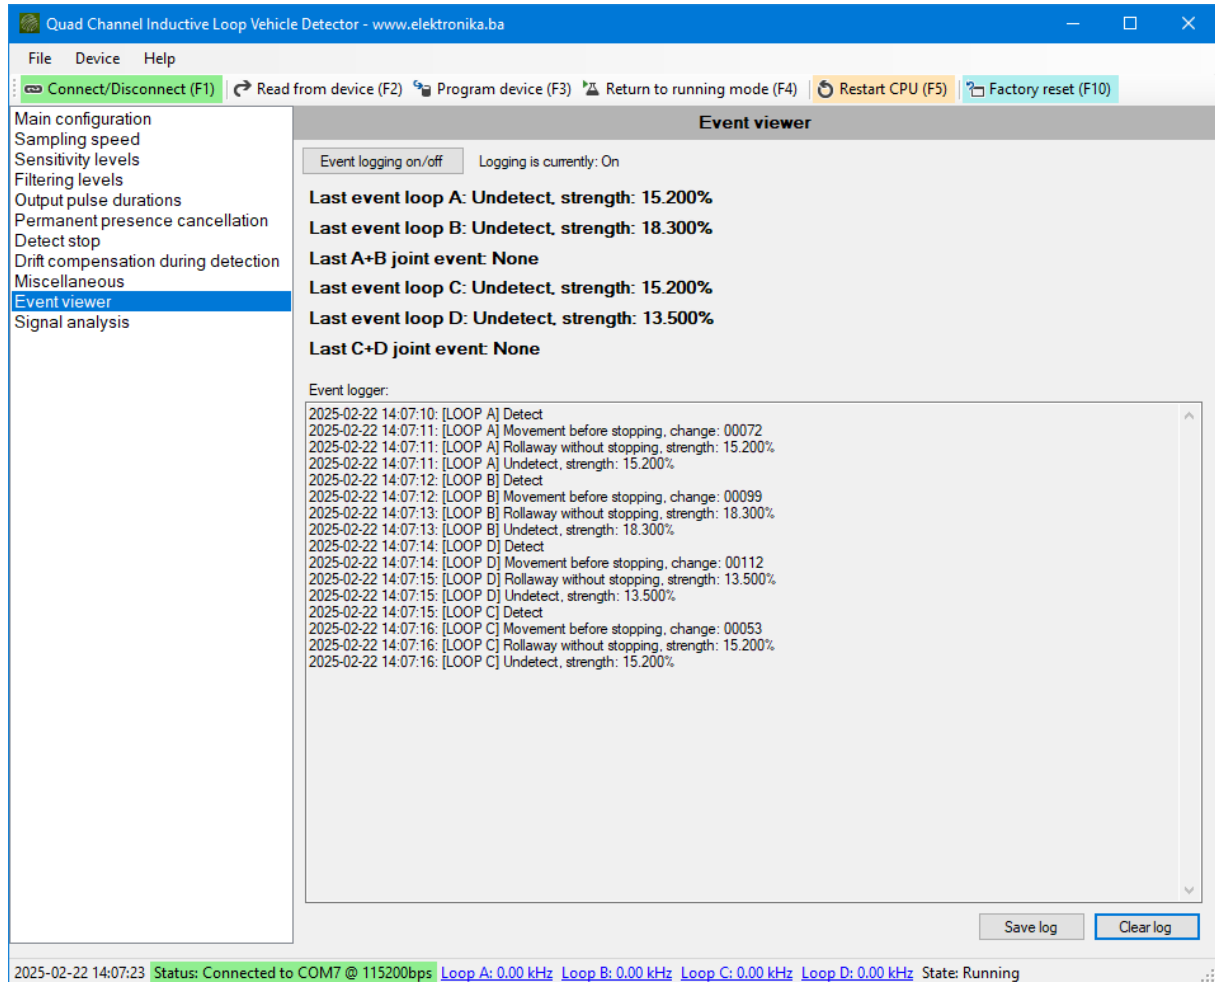 Quad Channel Inductive Loop Vehicle Detector - www.elektronika.ba
File Device Help
Connect/Disconnect (F1) Read from device (F2) Program device (F3) Return to running mode (F4) Restart CPU (F5) Factory reset (F10)
Main configuration
Sampling speed
Sensitivity levels
Filtering levels
Output pulse durations
Permanent presence cancellation
Detect stop
Drift compensation during detection
Miscellaneous
Event viewer
Signal analysis
Event viewer
Event logging on/off Logging is currently: On
Last event loop A: Undetect, strength: 15.200%
Last event loop B: Undetect, strength: 18.300%
Last A+B joint event: None
Last event loop C: Undetect, strength: 15.200%
Last event loop D: Undetect, strength: 13.500%
Last C+D joint event: None
Event logger:
2025-02-22 14:07:10: [LOOP A] Detect
2025-02-22 14:07:11: [LOOP A] Movement before stopping, change: 00072
2025-02-22 14:07:11: [LOOP A] Rollaway without stopping, strength: 15.200%
2025-02-22 14:07:11: [LOOP A] Undetect, strength: 15.200%
2025-02-22 14:07:12: [LOOP B] Detect
2025-02-22 14:07:12: [LOOP B] Movement before stopping, change: 00099
2025-02-22 14:07:13: [LOOP B] Rollaway without stopping, strength: 18.300%
2025-02-22 14:07:13: [LOOP B] Undetect, strength: 18.300%
2025-02-22 14:07:14: [LOOP D] Detect
2025-02-22 14:07:14: [LOOP D] Movement before stopping, change: 00112
2025-02-22 14:07:15: [LOOP D] Rollaway without stopping, strength: 13.500%
2025-02-22 14:07:15: [LOOP D] Undetect, strength: 13.500%
2025-02-22 14:07:15: [LOOP C] Detect
2025-02-22 14:07:16: [LOOP C] Movement before stopping, change: 00053
2025-02-22 14:07:16: [LOOP C] Rollaway without stopping, strength: 15.200%
2025-02-22 14:07:16: [LOOP C] Undetect, strength: 15.200%
Save log Clear log
2025-02-22 14:07:23 Status: Connected to COM7 @ 115200bps Loop A: 0.00 kHz Loop B: 0.00 kHz Loop C: 0.00 kHz Loop D: 0.00 kHz State: Running